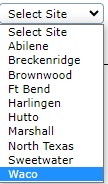 Select Site
Select Site
Abilene
Breckenridge
Brownwood
Ft Bend
Harlingen
Hutto
Marshall
North Texas
Sweetwater
Waco